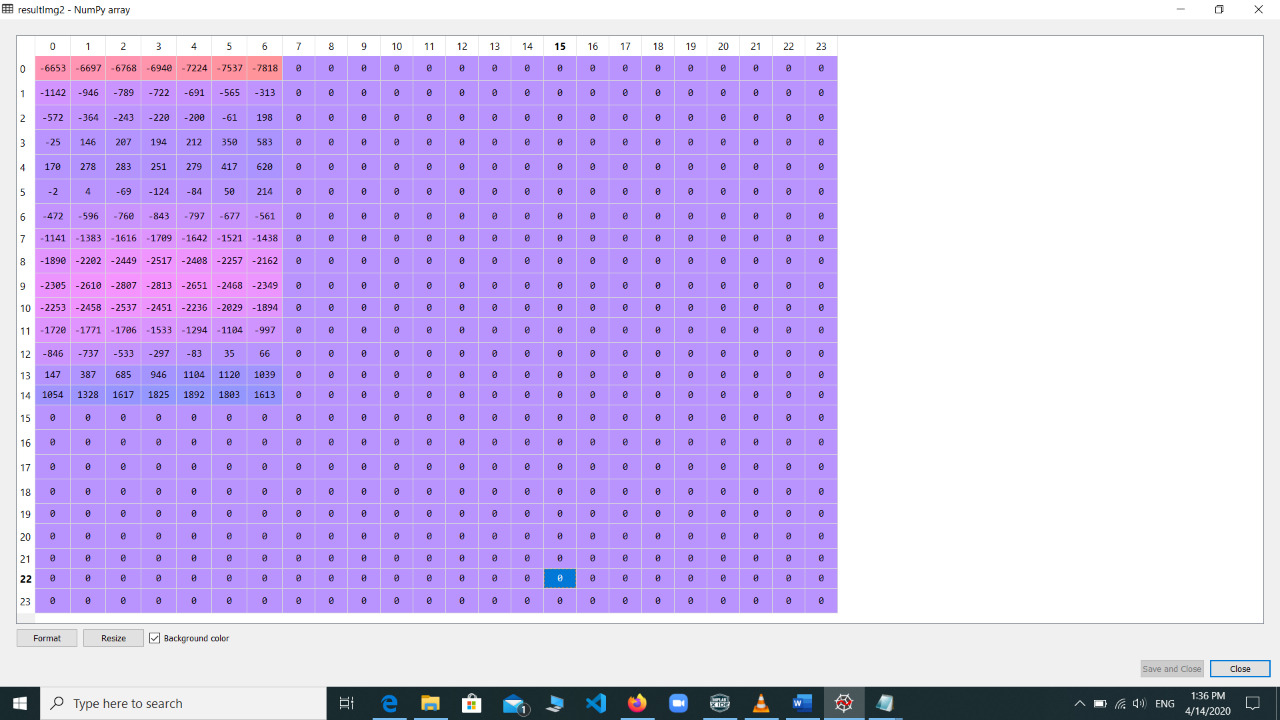 resultImg2 - NumPy array
0 1 2 3 4 5 6 7 8 9 10 11 12 13 14 15 16 17 18 19 20 21 22 23
0 -6653 -6697 -6768 -6940 -7224 -7537 -7818 0 0 0 0 0 0 0 0 0 0 0 0 0 0 0 0 0
1 -1142 -946 -789 -722 -691 -565 -313 0 0 0 0 0 0 0 0 0 0 0 0 0 0 0 0 0
2 -572 -364 -243 -220 -200 -61 198 0 0 0 0 0 0 0 0 0 0 0 0 0 0 0 0 0
3 -25 146 207 194 212 350 583 0 0 0 0 0 0 0 0 0 0 0 0 0 0 0 0 0
4 170 278 283 251 279 417 620 0 0 0 0 0 0 0 0 0 0 0 0 0 0 0 0 0
5 -2 4 -69 -124 -84 50 214 0 0 0 0 0 0 0 0 0 0 0 0 0 0 0 0 0
6 -472 -596 -760 -843 -797 -677 -561 0 0 0 0 0 0 0 0 0 0 0 0 0 0 0 0 0
7 -1141 -1383 -1616 -1709 -1642 -1521 -1438 0 0 0 0 0 0 0 0 0 0 0 0 0 0 0 0 0
8 -1890 -2202 -2449 -2517 -2408 -2257 -2162 0 0 0 0 0 0 0 0 0 0 0 0 0 0 0 0 0
9 -2305 -2610 -2807 -2813 -2651 -2468 -2349 0 0 0 0 0 0 0 0 0 0 0 0 0 0 0 0 0
10 -2253 -2458 -2537 -2451 -2236 -2029 -1894 0 0 0 0 0 0 0 0 0 0 0 0 0 0 0 0 0
11 -1720 -1771 -1706 -1533 -1294 -1104 -997 0 0 0 0 0 0 0 0 0 0 0 0 0 0 0 0 0
12 -846 -737 -533 -297 -83 35 66 0 0 0 0 0 0 0 0 0 0 0 0 0 0 0 0 0
13 147 387 685 946 1104 1120 1039 0 0 0 0 0 0 0 0 0 0 0 0 0 0 0 0 0
14 1054 1328 1617 1825 1892 1803 1613 0 0 0 0 0 0 0 0 0 0 0 0 0 0 0 0 0
15 0 0 0 0 0 0 0 0 0 0 0 0 0 0 0 0 0 0 0 0 0 0 0 0
16 0 0 0 0 0 0 0 0 0 0 0 0 0 0 0 0 0 0 0 0 0 0 0 0
17 0 0 0 0 0 0 0 0 0 0 0 0 0 0 0 0 0 0 0 0 0 0 0 0
18 0 0 0 0 0 0 0 0 0 0 0 0 0 0 0 0 0 0 0 0 0 0 0 0
19 0 0 0 0 0 0 0 0 0 0 0 0 0 0 0 0 0 0 0 0 0 0 0 0
20 0 0 0 0 0 0 0 0 0 0 0 0 0 0 0 0 0 0 0 0 0 0 0 0
21 0 0 0 0 0 0 0 0 0 0 0 0 0 0 0 0 0 0 0 0 0 0 0 0
22 0 0 0 0 0 0 0 0 0 0 0 0 0 0 0 0 0 0 0 0 0 0 0 0
23 0 0 0 0 0 0 0 0 0 0 0 0 0 0 0 0 0 0 0 0 0 0 0 0
Format Resize Background color
Save and Close Close
Type here to search 1 ENG 1:36 PM
4/14/2020